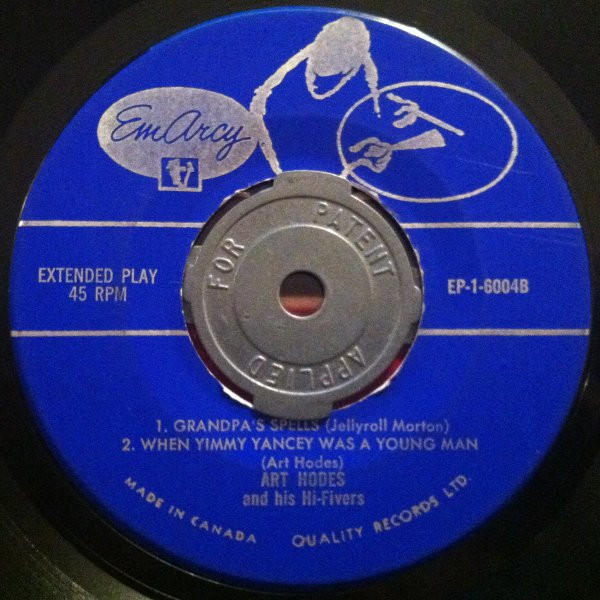 EmArcy
EXTENDED PLAY
45 RPM
EP-1-6004B
APPLIED FOR PATENT
1. GRANDPA'S SPELLS (Jellyroll Morton)
2. WHEN YIMMY YANCEY WAS A YOUNG MAN
(Art Hodes)
ART HODES
and his Hi-Fivers
MADE IN CANADA QUALITY RECORDS LTD.